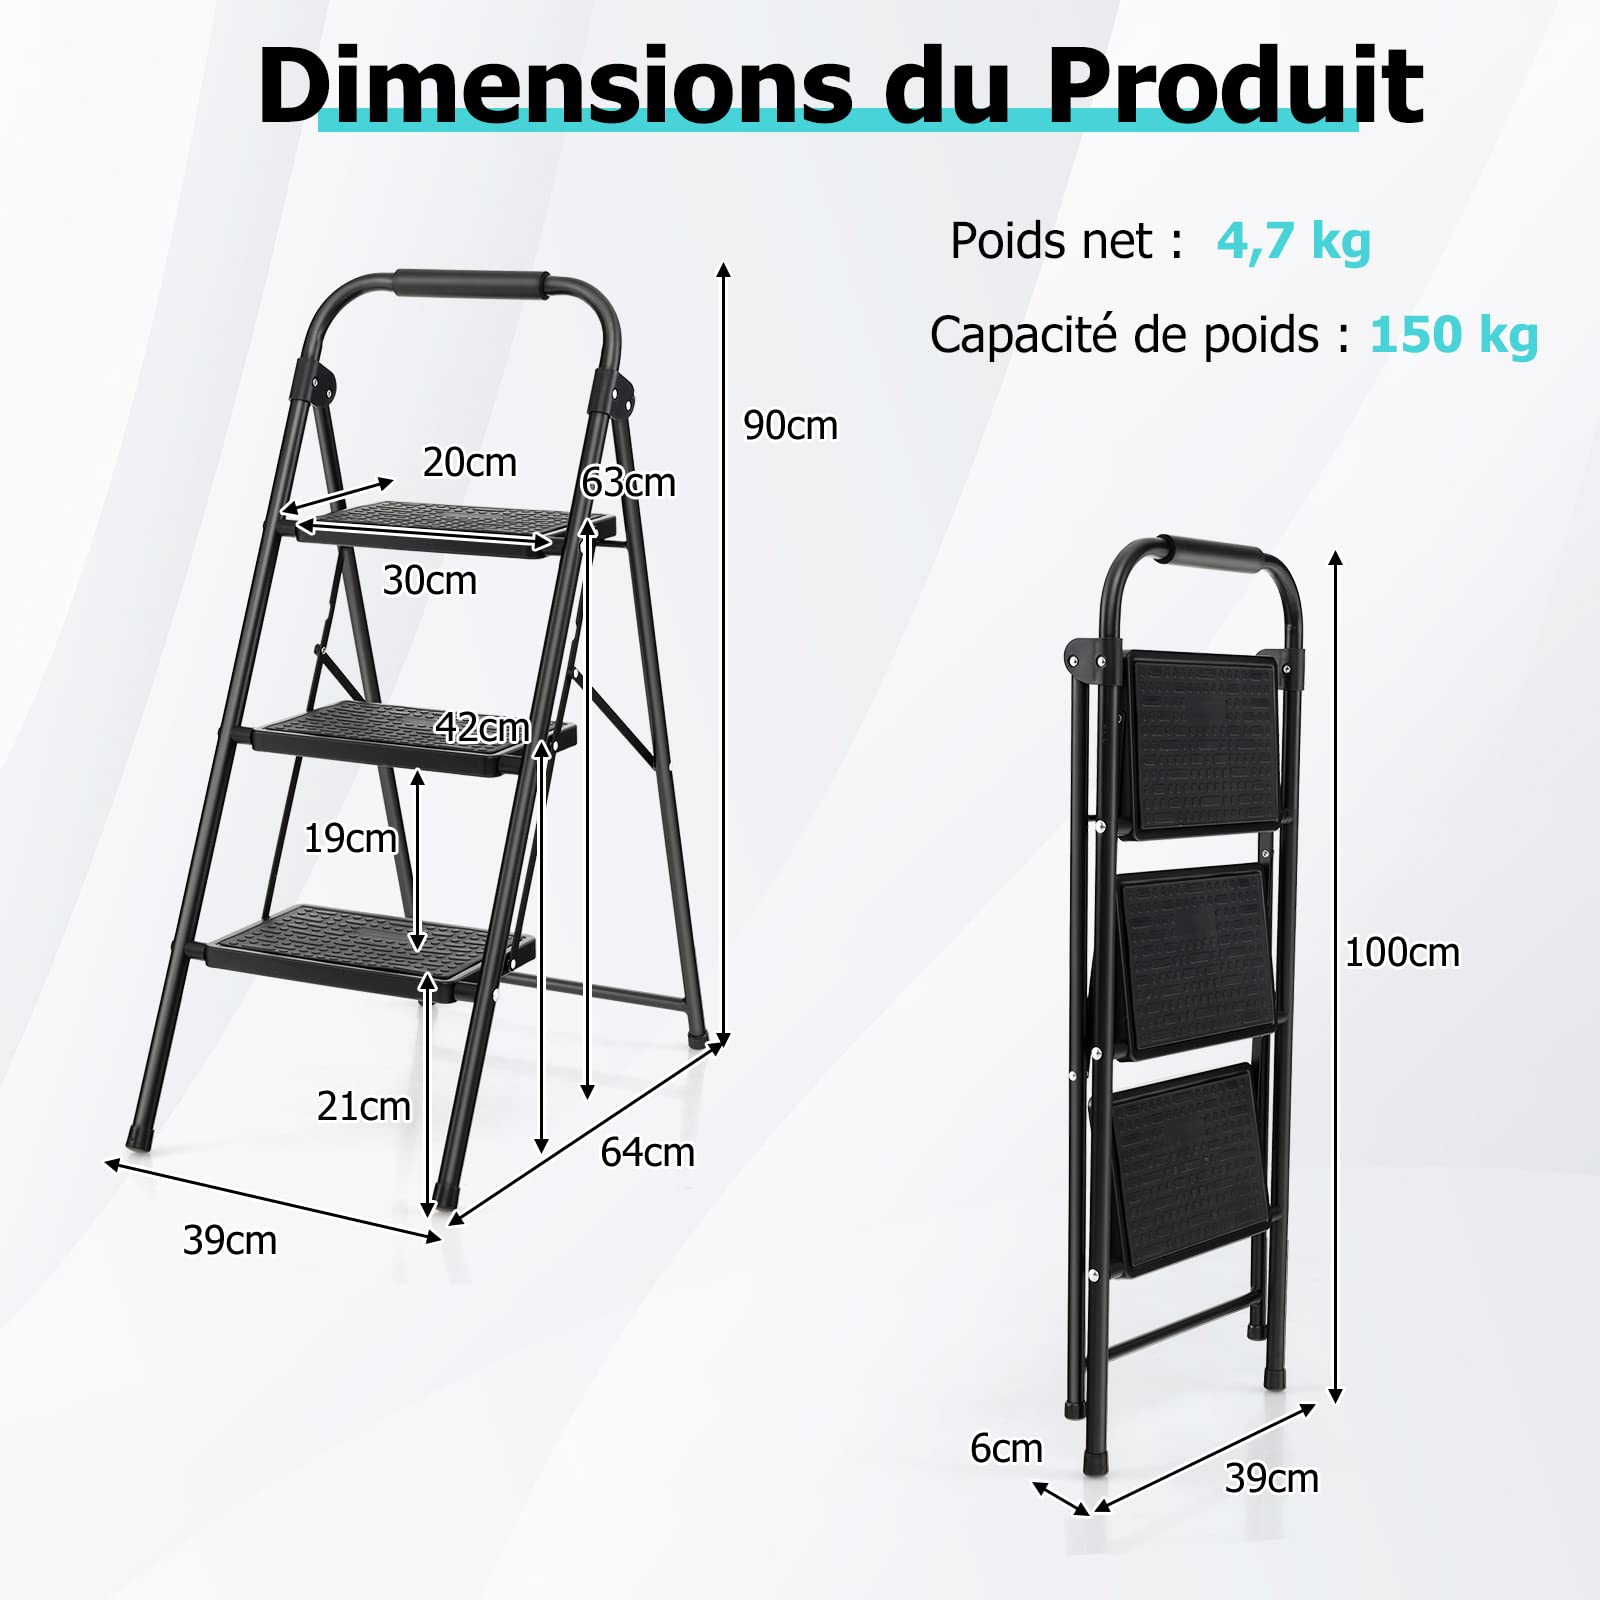 Dimensions du Produit
Poids net : 4,7 kg
Capacité de poids : 150 kg
90cm
20cm
63cm
30cm
42cm
19cm
21cm
64cm
39cm
100cm
6cm
39cm